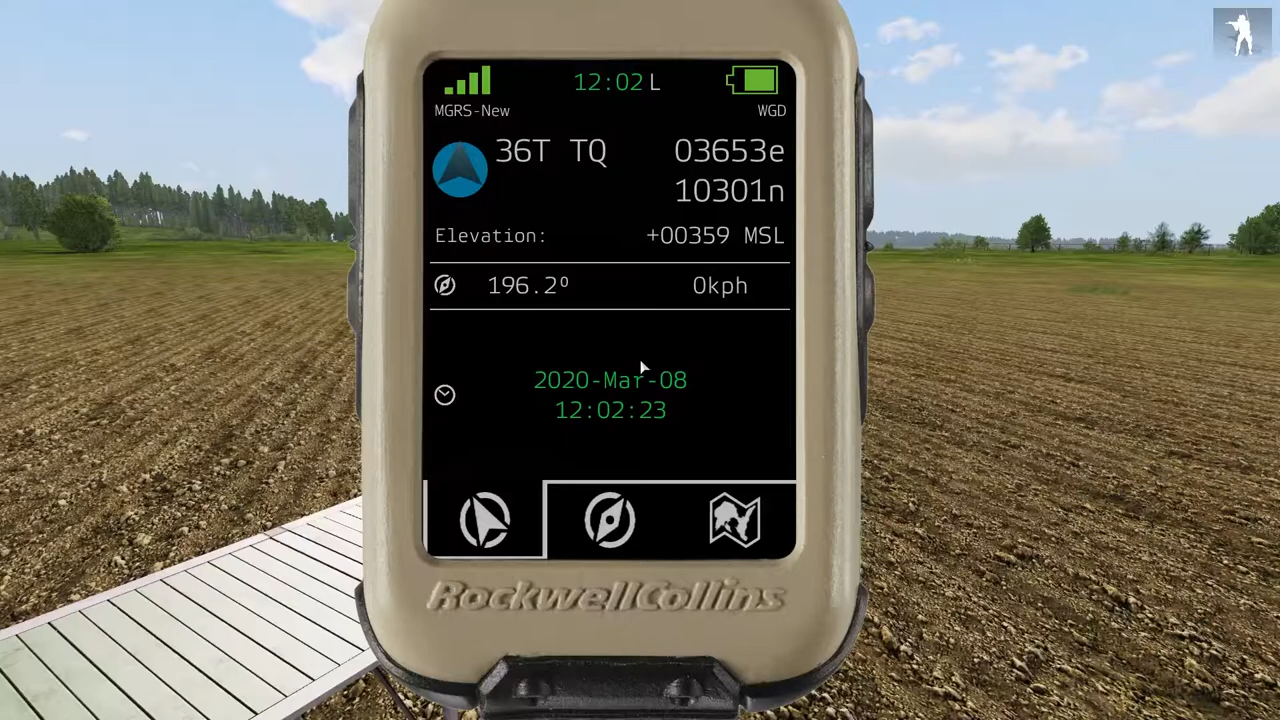 12:02 L
MGRS-New WGD
36T TQ 03653e
10301n
Elevation: +00359 MSL
196.2º 0kph
2020-Mar-08
12:02:23
RockwellCollins